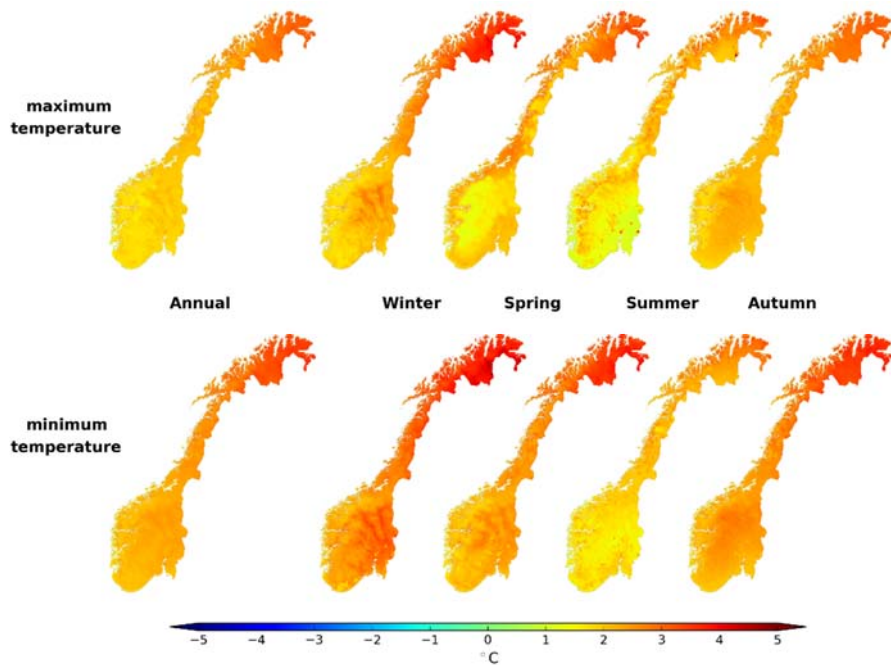 maximum
temperature
Annual
Winter
Spring
Summer
Autumn
minimum
temperature
−5
−4
−3
−2
−1
0
1
2
3
4
5
°C